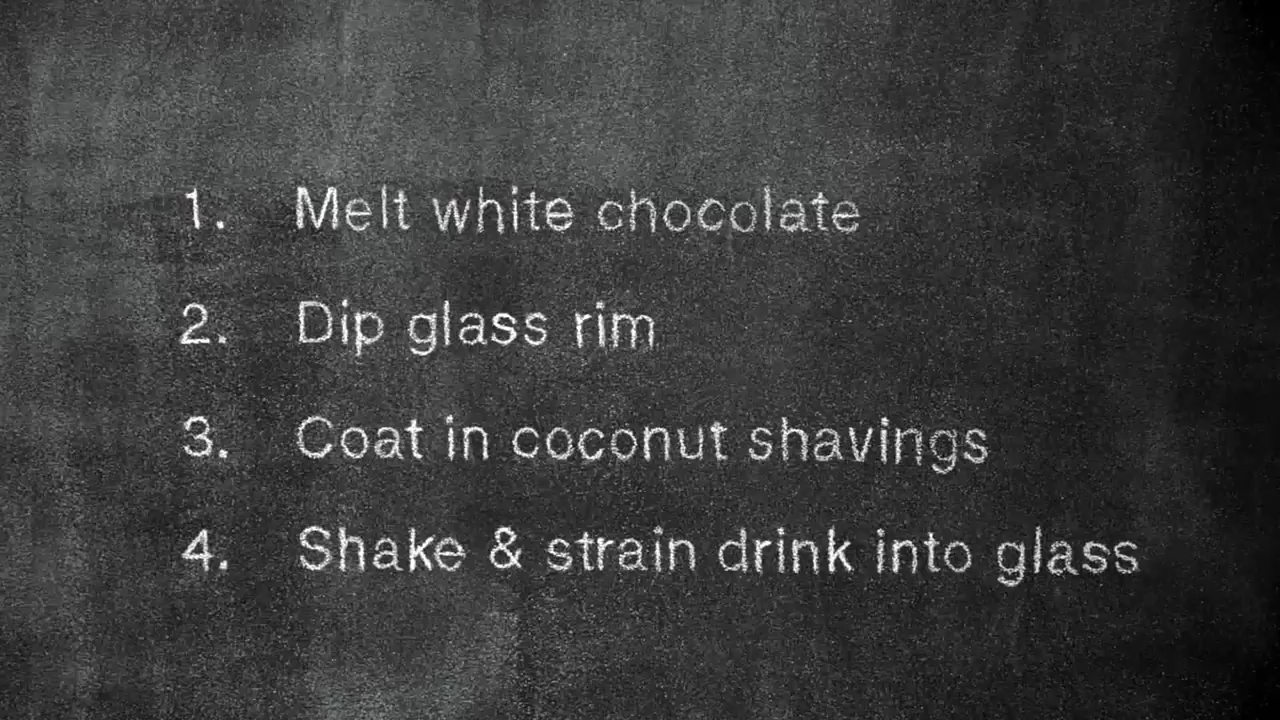 1. Melt white chocolate
2. Dip glass rim
3. Coat in coconut shavings
4. Shake & strain drink into glass